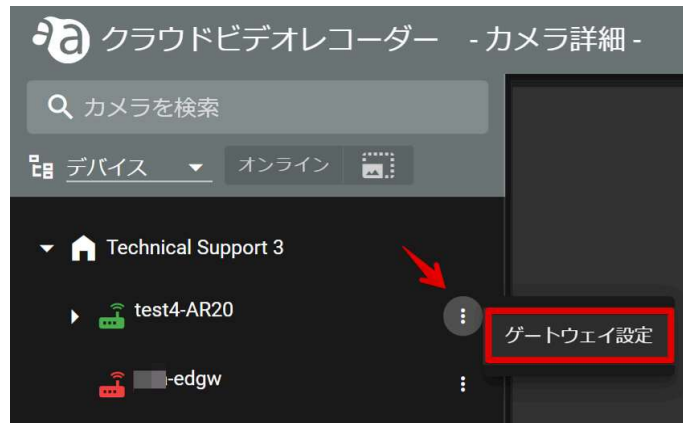 クラウドビデオレコーダー - カメラ詳細 -
カメラを検索
デバイス オンライン
Technical Support 3
test4-AR20
ゲートウェイ設定
-edgw